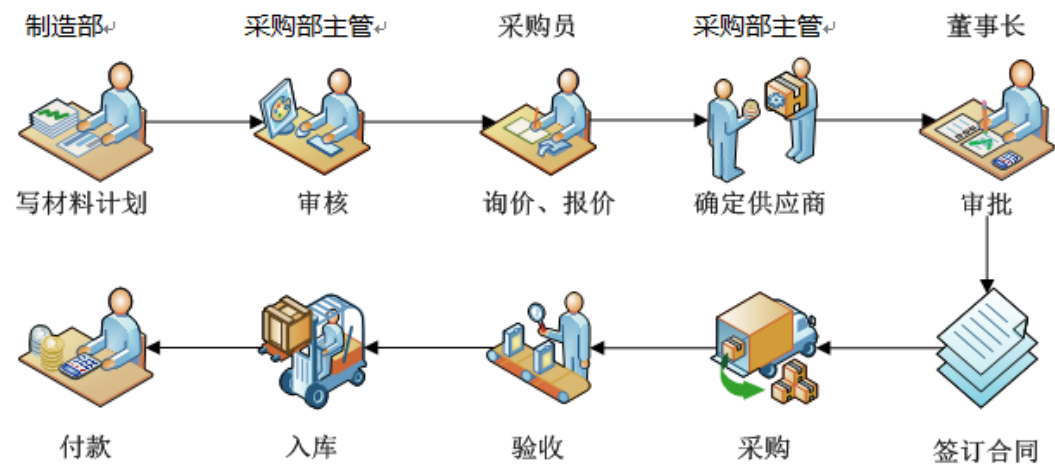 制造部
采购部主管
采购员
采购部主管
董事长
写材料计划
审核
询价、报价
确定供应商
审批
付款
入库
验收
采购
签订合同